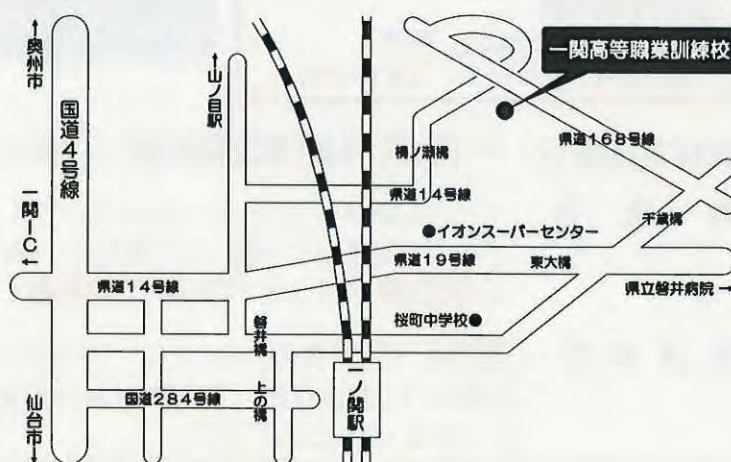 ←奥州市
国道4号線
一関IC←
仙台市→
←山ノ目駅
県道14号線
国道284号線
磐井橋
上の橋
一ノ関駅
一関高等職業訓練校
狐ノ瀬橋
県道168号線
県道14号線
千歳橋
●イオンスーパーセンター
県道19号線
東大橋
県立磐井病院→
桜町中学校●